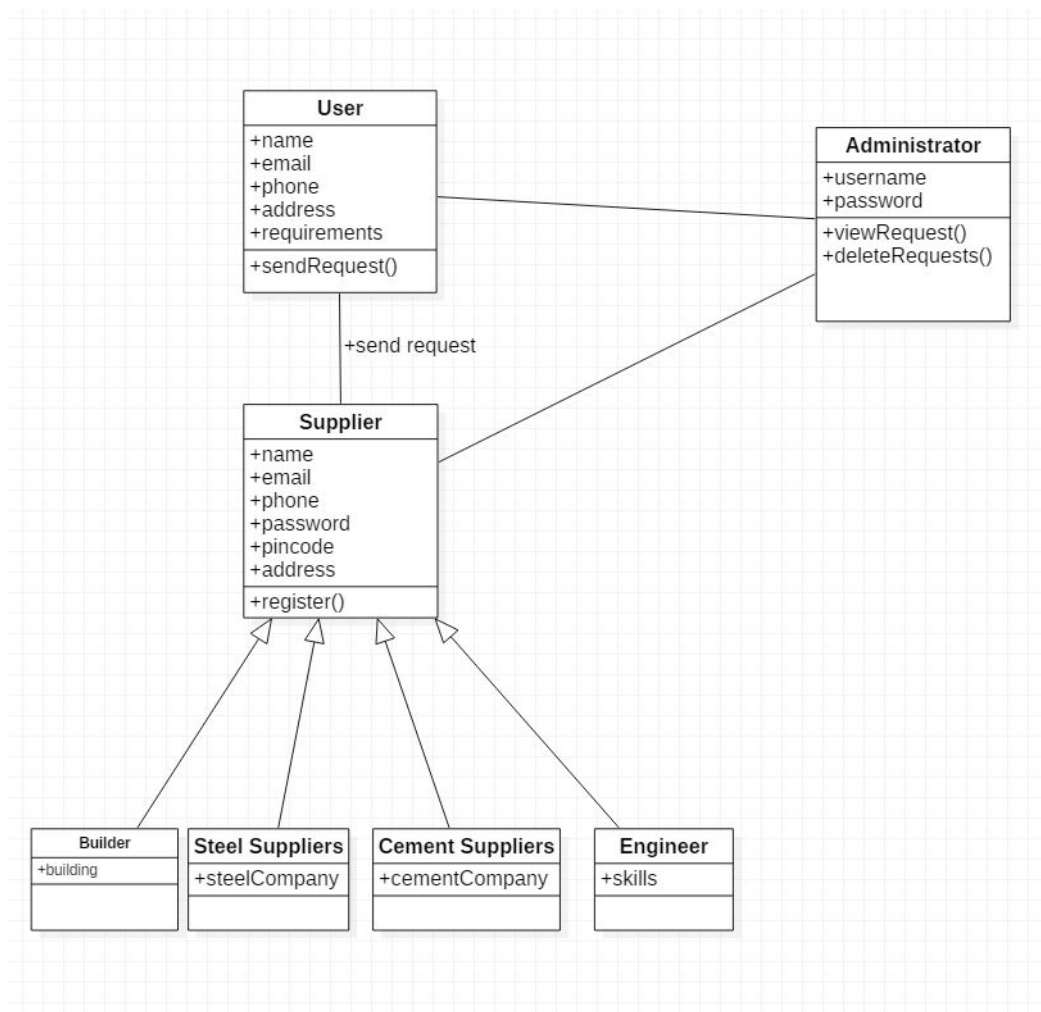 User
+name
+email
+phone
+address
+requirements
+sendRequest()
Administrator
+username
+password
+viewRequest()
+deleteRequests()
+send request
Supplier
+name
+email
+phone
+password
+pincode
+address
+register()
Builder
+building
Steel Suppliers
+steelCompany
Cement Suppliers
+cementCompany
Engineer
+skills